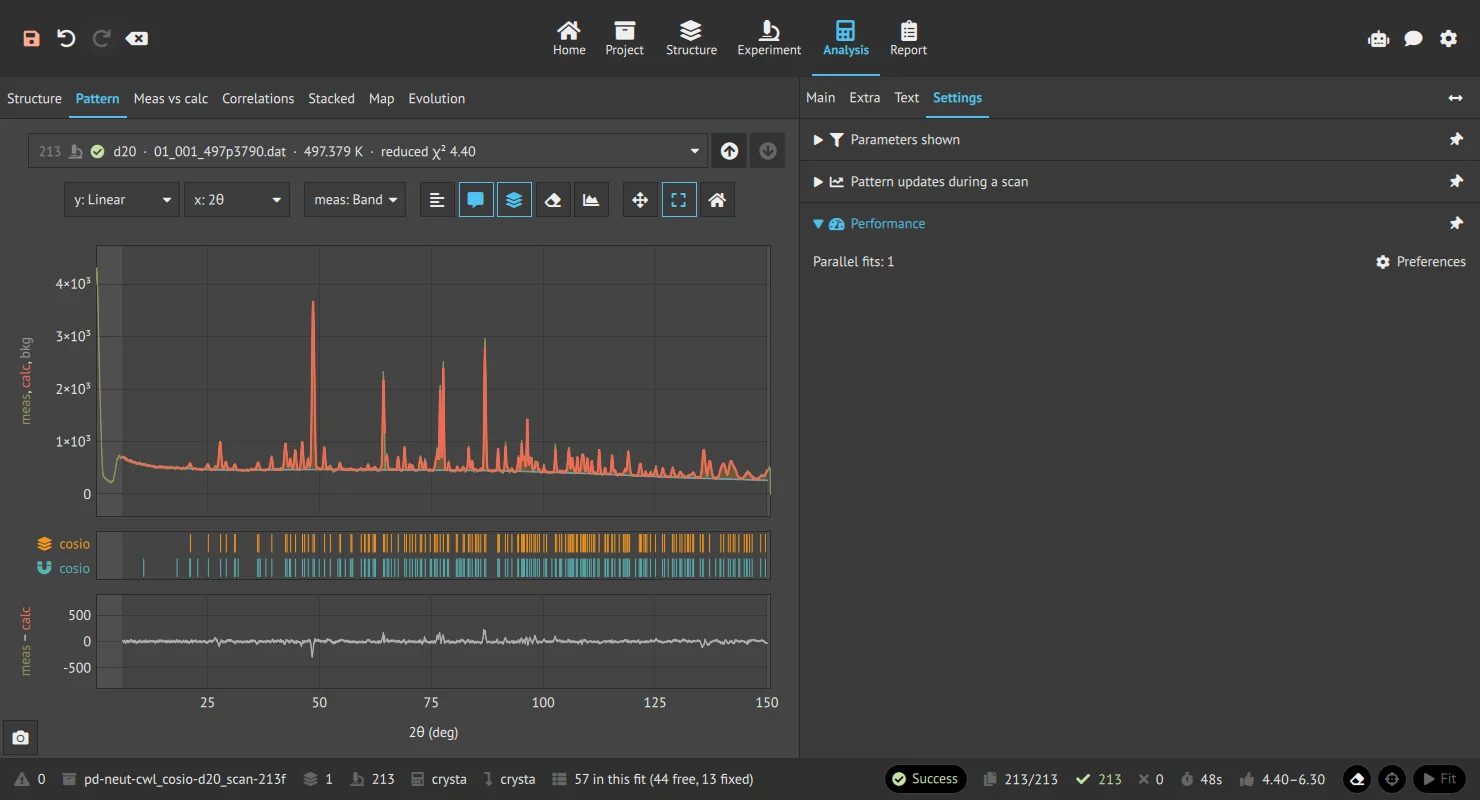 Home Project Structure Experiment Analysis Report
Structure Pattern Meas vs calc Correlations Stacked Map Evolution
Main Extra Text Settings
213 d20 · 01_001_497p3790.dat · 497.379 K · reduced χ² 4.40
Parameters shown
y: Linear x: 2θ meas: Band
Pattern updates during a scan
Performance
Parallel fits: 1 Preferences
4×10³
3×10³
2×10³
1×10³
0
meas, calc, bkg
cosio
cosio
500
0
-500
meas − calc
25 50 75 100 125 150
2θ (deg)
0 pd-neut-cwl_cosio-d20_scan-213f 1 213 crysta crysta 57 in this fit (44 free, 13 fixed) Success 213/213 213 0 48s 4.40–6.30 Fit